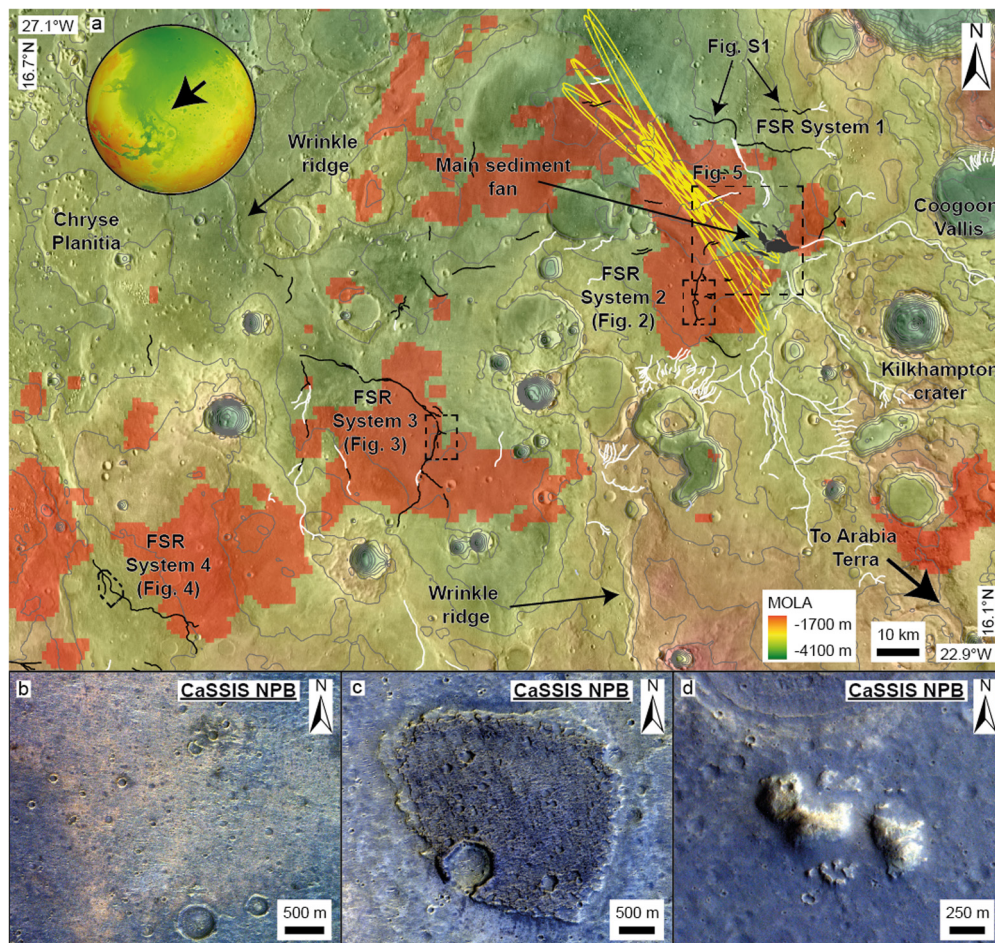 27.1°W
a
16.7°N
N
Fig. S1
FSR System 1
Wrinkle
ridge
Main sediment
fan
Fig. 5
Chryse
Planitia
Coogoon
Vallis
FSR
System 2
(Fig. 2)
Kilkhampton
crater
FSR
System 3
(Fig. 3)
To Arabia
Terra
FSR
System 4
(Fig. 4)
Wrinkle
ridge
MOLA
-1700 m
-4100 m
10 km
16.1°N
22.9°W
b
CaSSIS NPB
N
500 m
c
CaSSIS NPB
N
500 m
d
CaSSIS NPB
N
250 m